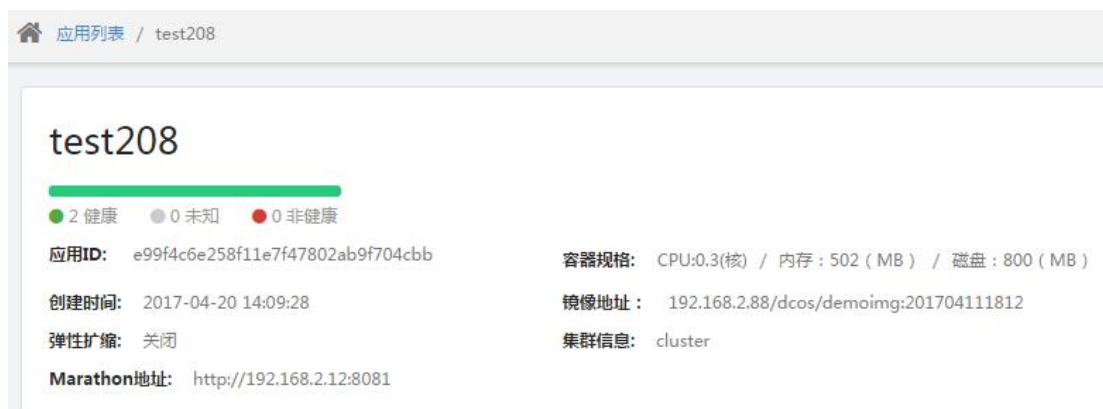 应用列表 / test208
test208
2 健康 0 未知 0 非健康
应用ID: e99f4c6e258f11e7f47802ab9f704cbb
容器规格: CPU:0.3(核) / 内存：502（MB） / 磁盘：800（MB）
创建时间: 2017-04-20 14:09:28
镜像地址： 192.168.2.88/dcos/demoimg:201704111812
弹性扩缩: 关闭
集群信息: cluster
Marathon地址: http://192.168.2.12:8081